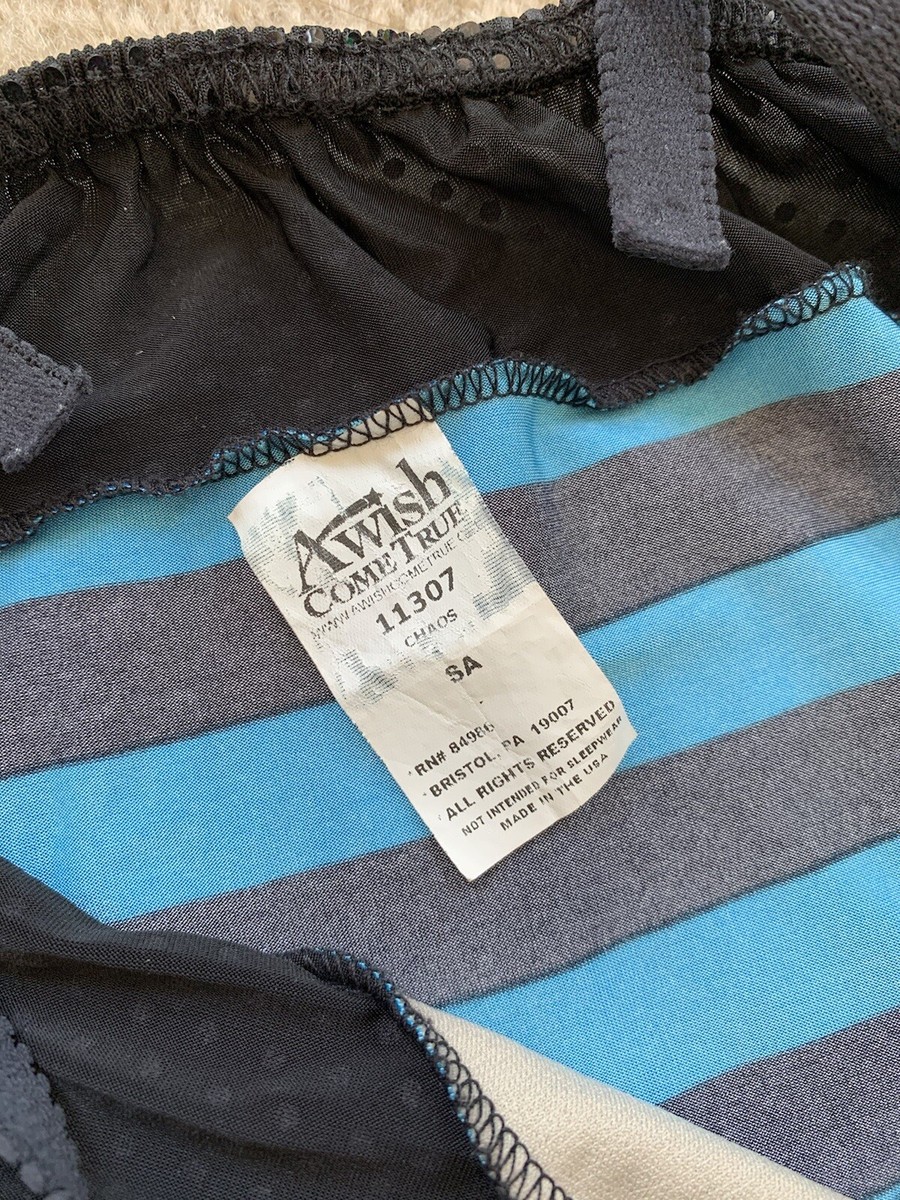 A wish
COME TRUE
WWW.AWISHCOMETRUE.C
11307
CHAOS
SA
RN# 84986
BRISTOL, PA 19007
ALL RIGHTS RESERVED
NOT INTENDED FOR SLEEPWEAR
MADE IN THE USA